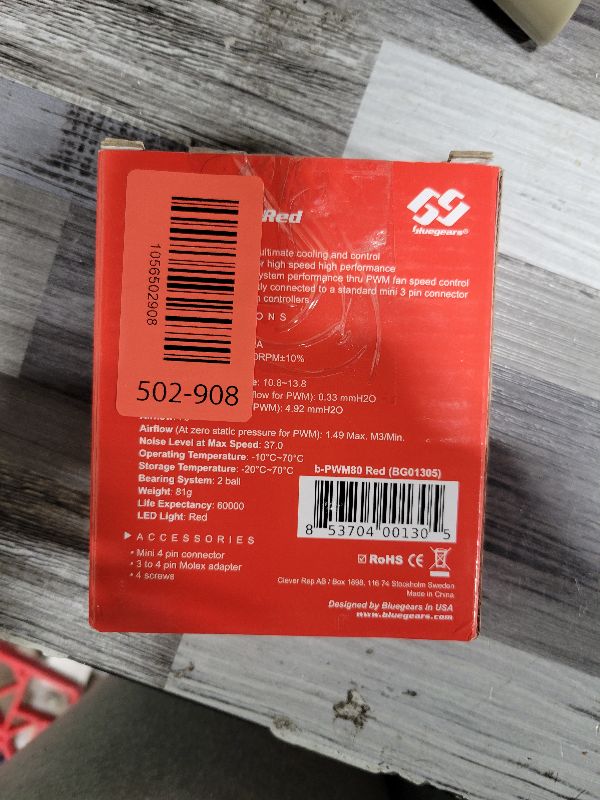 Red
bluegears®
ultimate cooling and control
r high speed high performance
ystem performance thru PWM fan speed control
tly connected to a standard mini 3 pin connector
n controllers
ONS
A
0RPM±10%
e: 10.8~13.8
flow for PWM): 0.33 mmH2O
PWM): 4.92 mmH2O
1056502908
502-908
Airflow (At zero static pressure for PWM): 1.49 Max. M3/Min.
Noise Level at Max Speed: 37.0
Operating Temperature: -10°C~70°C
Storage Temperature: -20°C~70°C
Bearing System: 2 ball
Weight: 81g
Life Expectancy: 60000
LED Light: Red
b-PWM80 Red (BG01305)
8 53704 00130 5
▶ ACCESSORIES
• Mini 4 pin connector
• 3 to 4 pin Molex adapter
• 4 screws
RoHS CE
Clever Rep AB / Box 1698, 116 74 Stockholm Sweden
Made in China
Designed by Bluegears in USA
www.bluegears.com